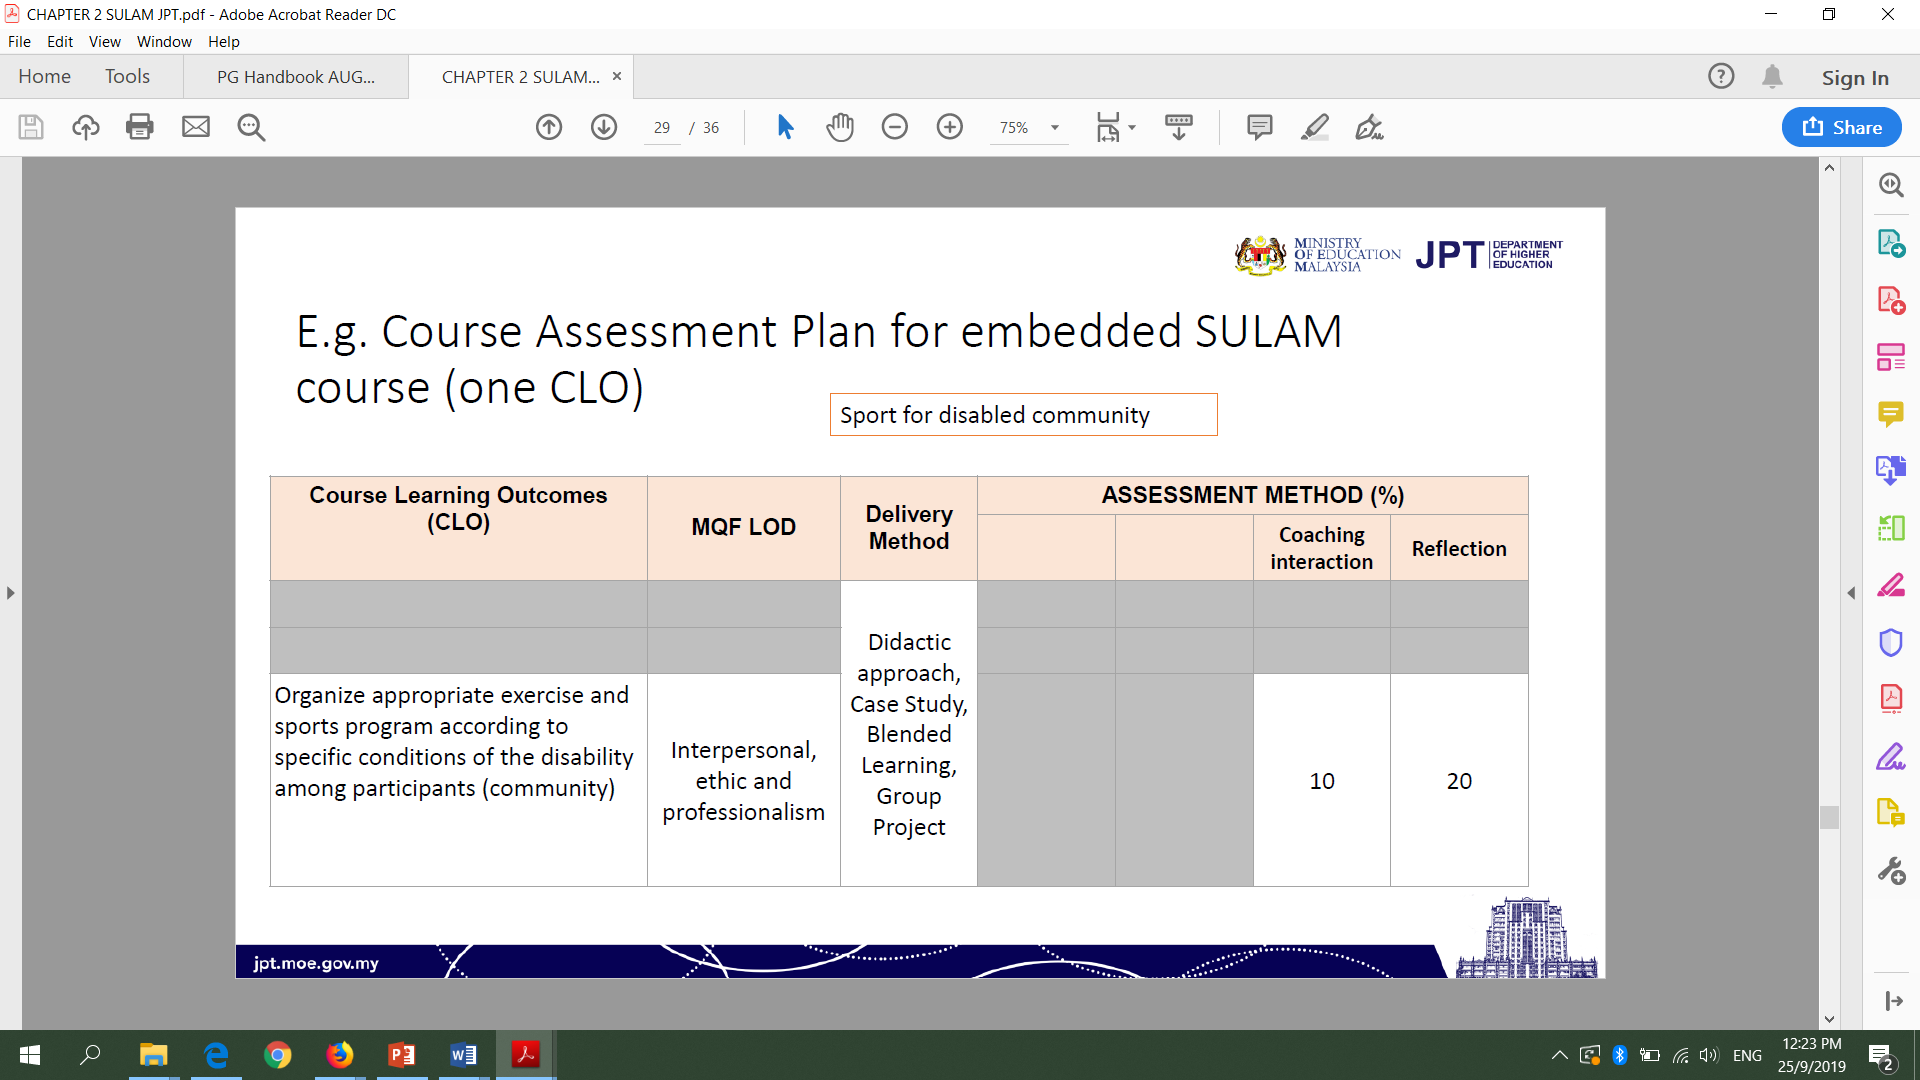 CHAPTER 2 SULAM JPT.pdf - Adobe Acrobat Reader DC
File Edit View Window Help
Home Tools PG Handbook AUG... CHAPTER 2 SULAM... ×
Sign In
29 / 36 75% Share
MINISTRY
OF EDUCATION
MALAYSIA
JPT DEPARTMENT
OF HIGHER
EDUCATION
E.g. Course Assessment Plan for embedded SULAM
course (one CLO)
Sport for disabled community
Course Learning Outcomes
(CLO)
MQF LOD
Delivery
Method
ASSESSMENT METHOD (%)
Coaching
interaction
Reflection
Organize appropriate exercise and
sports program according to
specific conditions of the disability
among participants (community)
Interpersonal,
ethic and
professionalism
Didactic
approach,
Case Study,
Blended
Learning,
Group
Project
10
20
jpt.moe.gov.my
ENG
12:23 PM
25/9/2019
2